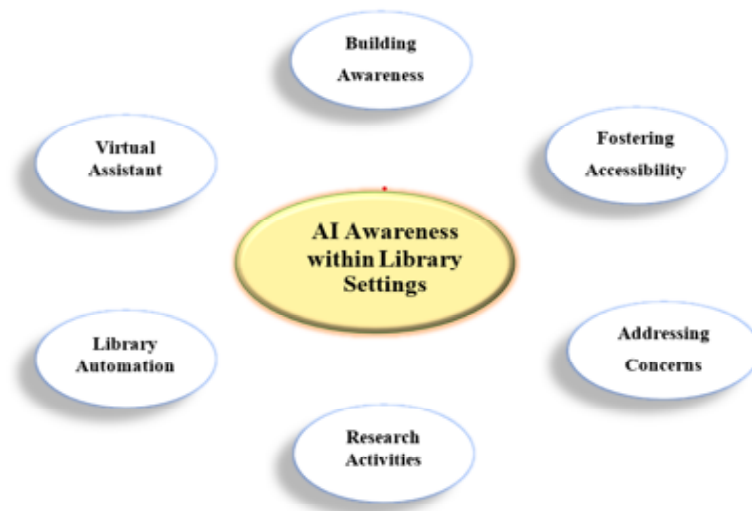 Building
Awareness
Virtual
Assistant
Fostering
Accessibility
AI Awareness
within Library
Settings
Library
Automation
Addressing
Concerns
Research
Activities